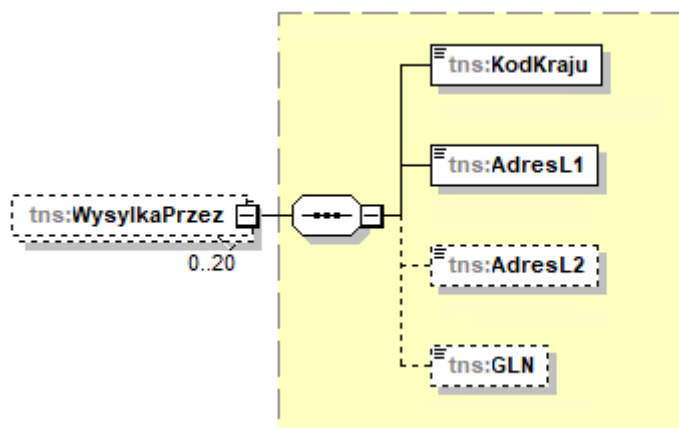 tns:KodKraju
tns:AdresL1
tns:WysylkaPrzez
0..20
tns:AdresL2
tns:GLN